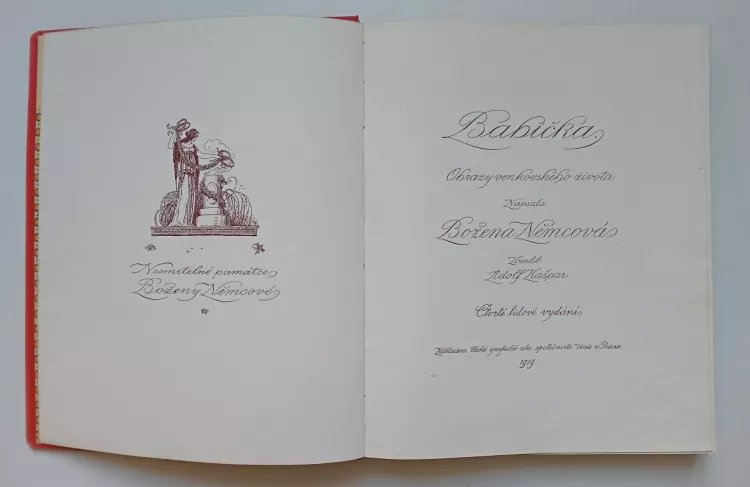 Nesmrtelné památce
Boženy Němcové
Babička
Obrazy venkovského života
Napsala
Božena Němcová
Zkreslil
Adolf Kašpar
Čtvrté lidové vydání
Nákladem České grafické akc. společnosti "Unie" v Praze
1919